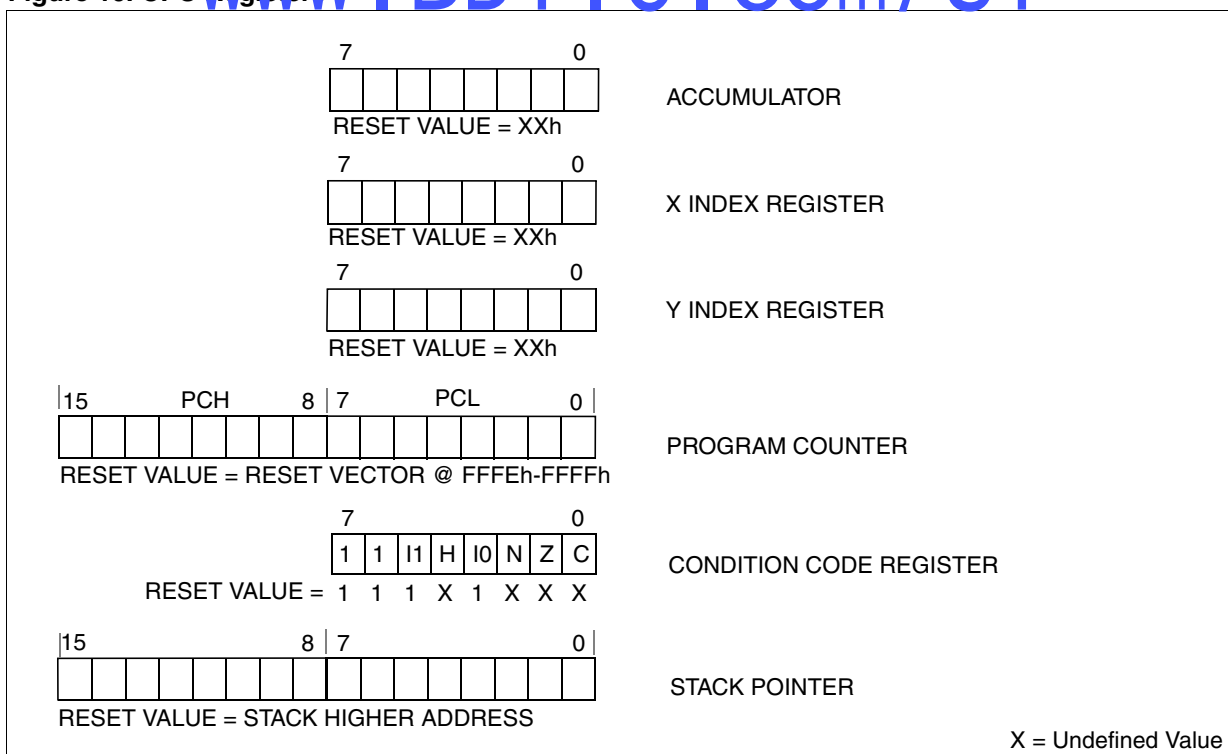 7 0
ACCUMULATOR
RESET VALUE = XXh
7 0
X INDEX REGISTER
RESET VALUE = XXh
7 0
Y INDEX REGISTER
RESET VALUE = XXh
15 PCH 8 7 PCL 0
PROGRAM COUNTER
RESET VALUE = RESET VECTOR @ FFFEh-FFFFh
7 0
1 1 I1 H I0 N Z C
CONDITION CODE REGISTER
RESET VALUE = 1 1 1 X 1 X X X
15 8 7 0
STACK POINTER
RESET VALUE = STACK HIGHER ADDRESS
X = Undefined Value